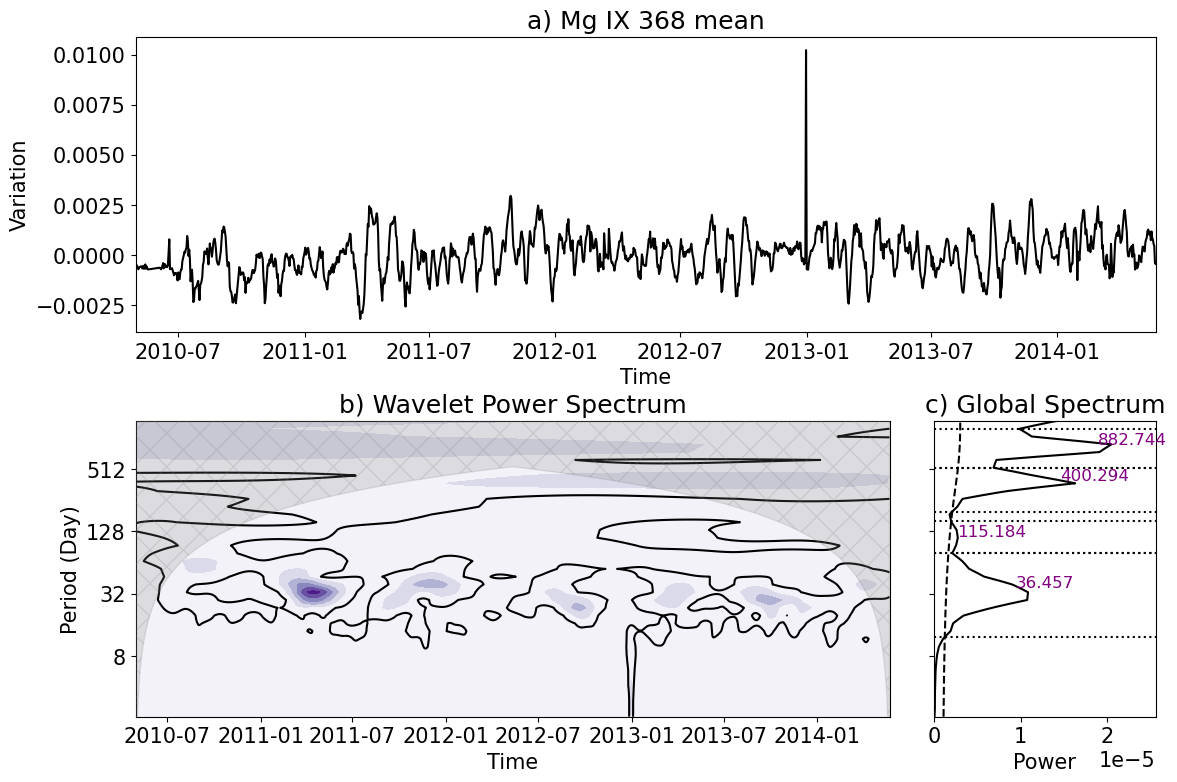 a) Mg IX 368 mean
0.0100
0.0075
0.0050
0.0025
0.0000
−0.0025
Variation
2010-07 2011-01 2011-07 2012-01 2012-07 2013-01 2013-07 2014-01
Time
b) Wavelet Power Spectrum
512
128
32
8
Period (Day)
2010-07 2011-01 2011-07 2012-01 2012-07 2013-01 2013-07 2014-01
Time
c) Global Spectrum
882.744
400.294
115.184
36.457
0 1 2
Power 1e−5